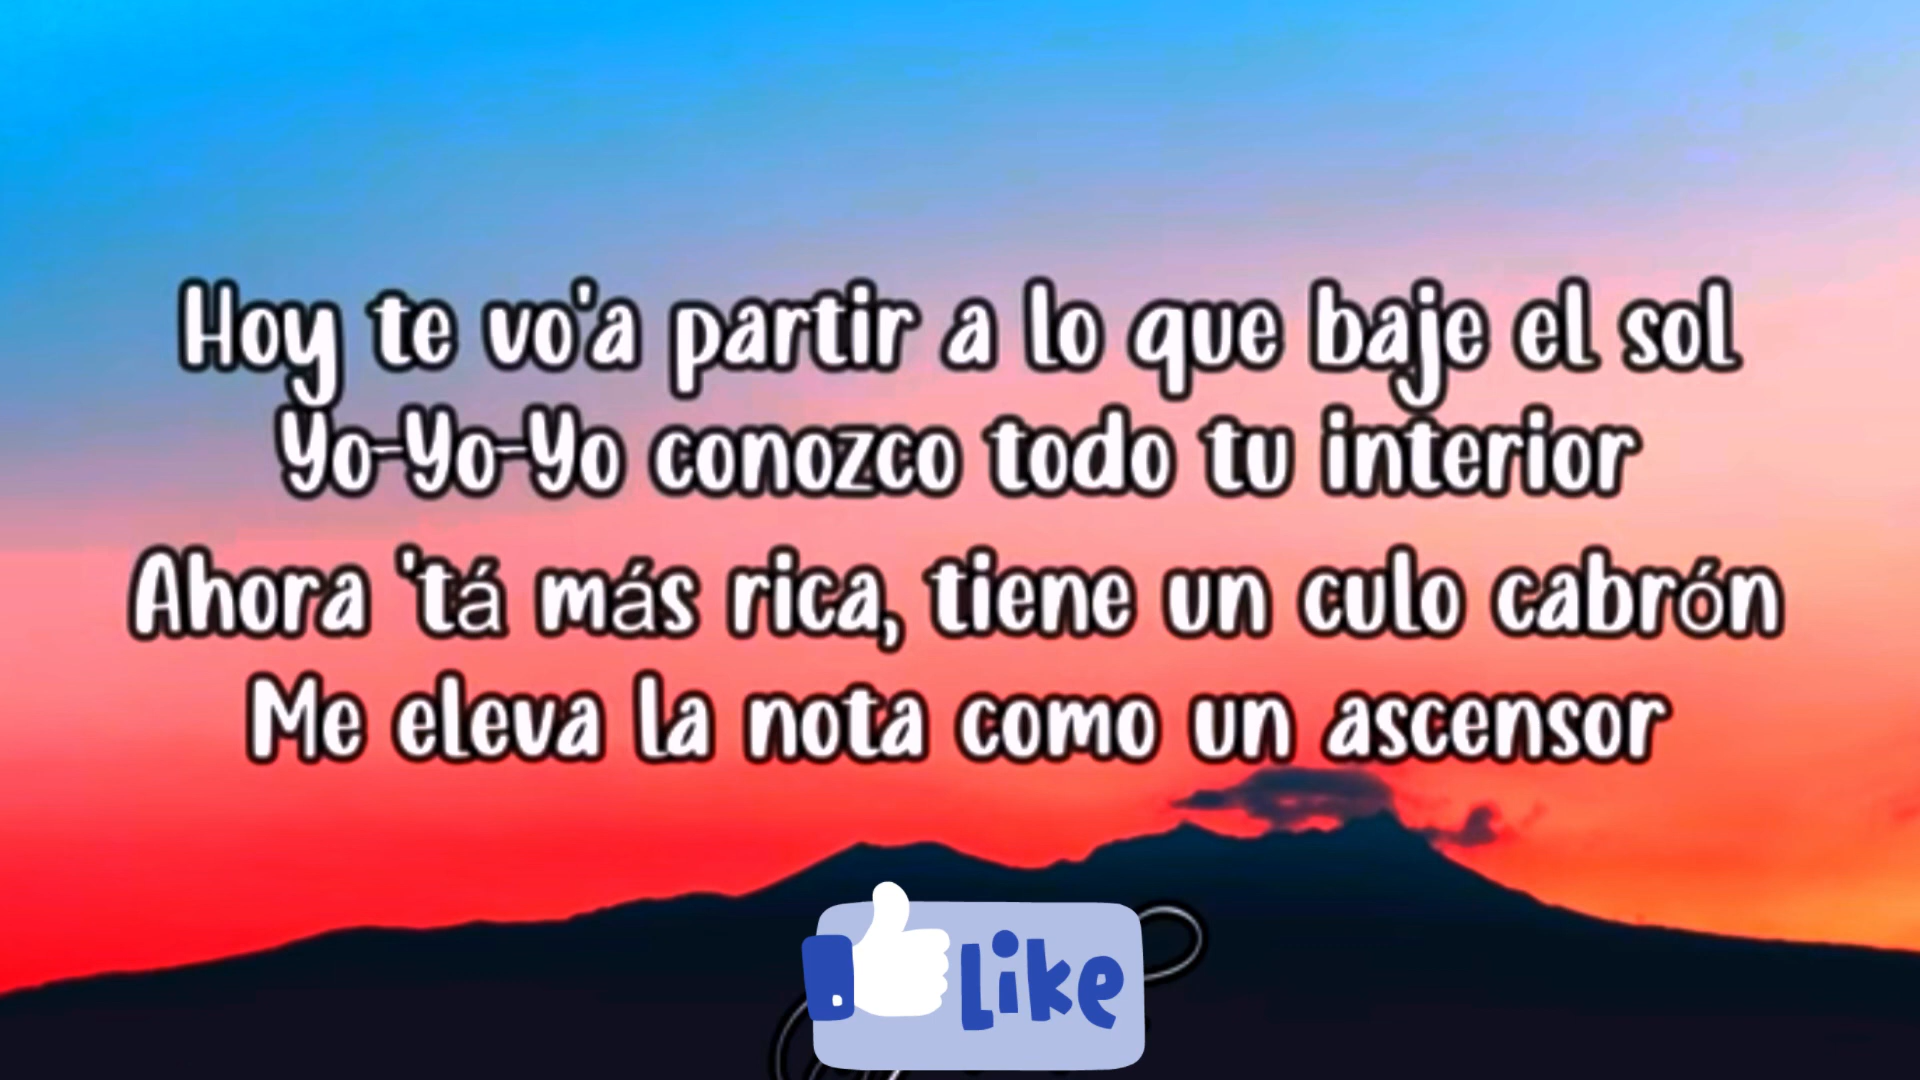 Hoy te vo'a partir a lo que baje el sol
Yo-Yo-Yo conozco todo tu interior
Ahora 'tá más rica, tiene un culo cabrón
Me eleva la nota como un ascensor
Like